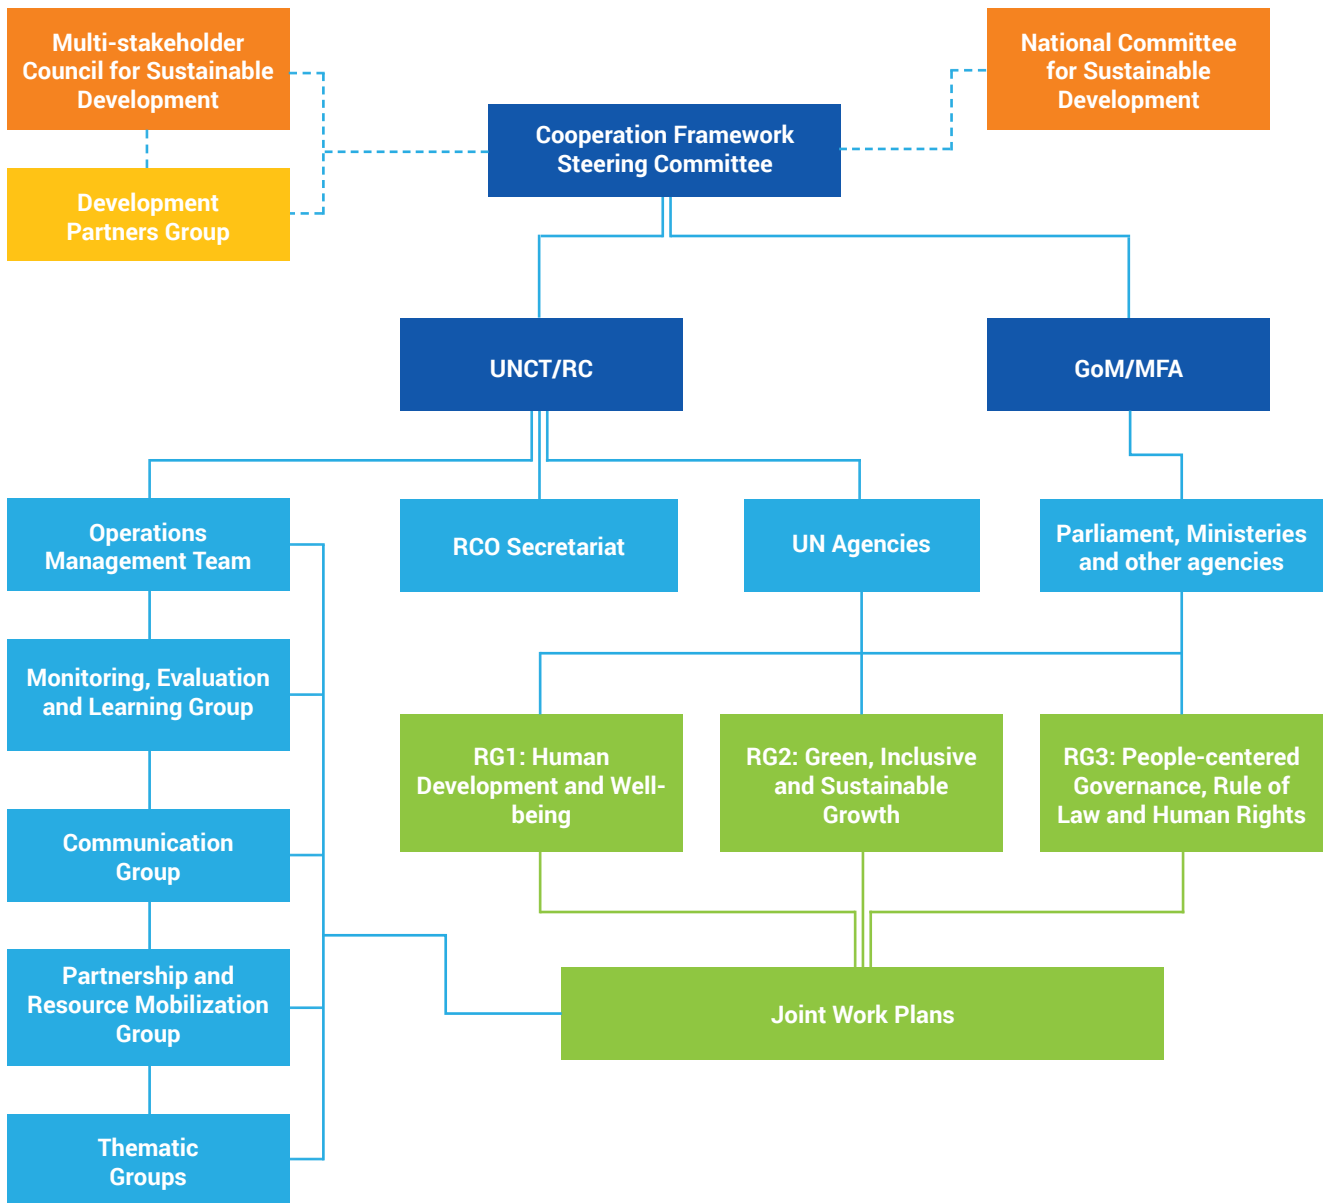 Multi-stakeholder
Council for Sustainable
Development
National Committee
for Sustainable
Development
Cooperation Framework
Steering Committee
Development
Partners Group
UNCT/RC
GoM/MFA
Operations
Management Team
RCO Secretariat
UN Agencies
Parliament, Ministeries
and other agencies
Monitoring, Evaluation
and Learning Group
RG1: Human
Development and Well-
being
RG2: Green, Inclusive
and Sustainable
Growth
RG3: People-centered
Governance, Rule of
Law and Human Rights
Communication
Group
Partnership and
Resource Mobilization
Group
Joint Work Plans
Thematic
Groups